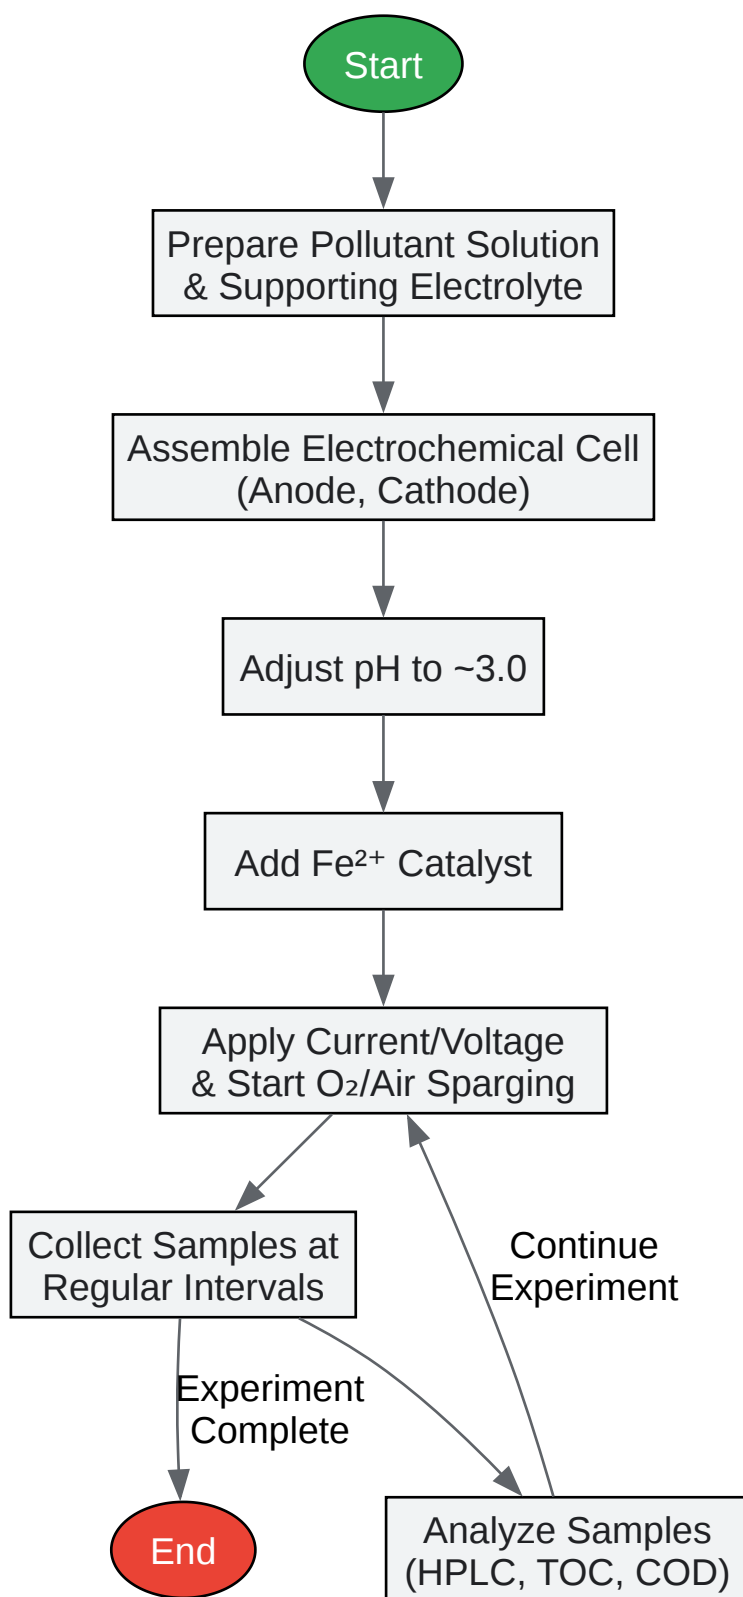 Start
Prepare Pollutant Solution
& Supporting Electrolyte
Assemble Electrochemical Cell
(Anode, Cathode)
Adjust pH to ~3.0
Add Fe²⁺ Catalyst
Apply Current/Voltage
& Start O₂/Air Sparging
Collect Samples at
Regular Intervals
Continue
Experiment
Experiment
Complete
End
Analyze Samples
(HPLC, TOC, COD)